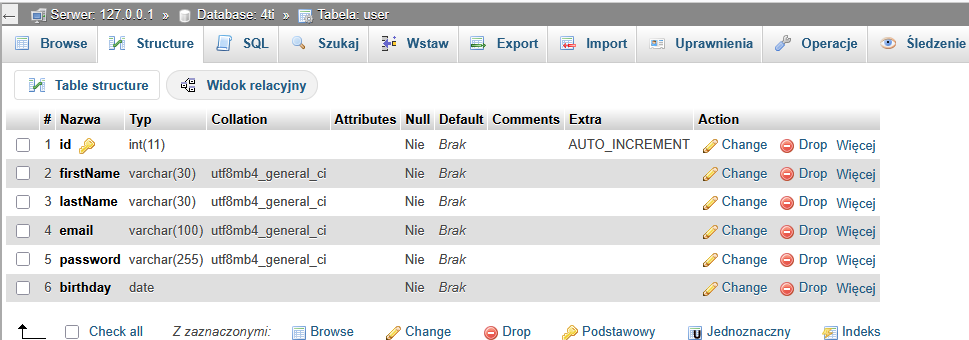 Serwer: 127.0.0.1 » Database: 4ti » Tabela: user
Browse Structure SQL Szukaj Wstaw Export Import Uprawnienia Operacje Śledzenie
Table structure Widok relacyjny
# Nazwa Typ Collation Attributes Null Default Comments Extra Action
1 id int(11) Nie Brak AUTO_INCREMENT Change Drop Więcej
2 firstName varchar(30) utf8mb4_general_ci Nie Brak Change Drop Więcej
3 lastName varchar(30) utf8mb4_general_ci Nie Brak Change Drop Więcej
4 email varchar(100) utf8mb4_general_ci Nie Brak Change Drop Więcej
5 password varchar(255) utf8mb4_general_ci Nie Brak Change Drop Więcej
6 birthday date Nie Brak Change Drop Więcej
Check all Z zaznaczonymi: Browse Change Drop Podstawowy Jednoznaczny Indeks